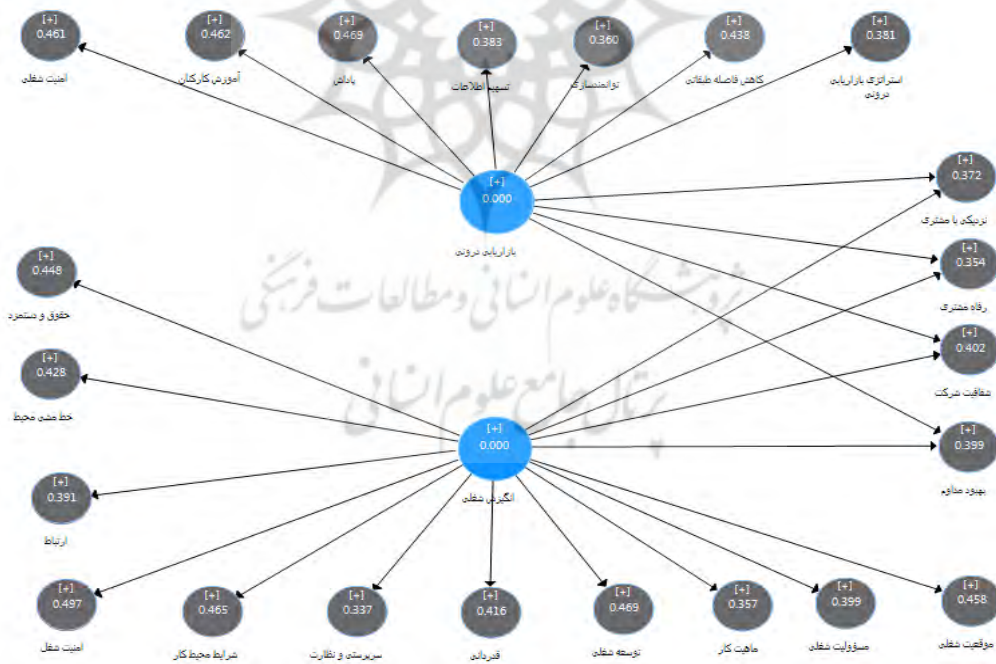 [+] [+] [+] [+] [+] [+] [+]
0.461 0.462 0.469 0.383 0.360 0.438 0.381
امنیت شغلی
آموزش کارکنان
پاداش
تسهیم اطلاعات
توانمندسازی
کاهش فاصله طبقاتی
استراتژی بازاریابی
درونی
[+]
0.000
بازاریابی درونی
[+]
0.372
نزدیکی با مشتری
[+]
0.354
رفاه مشتری
[+]
0.402
شفافیت شرکت
[+]
0.399
بهبود مداوم
پژوهشگاه علوم انسانی و مطالعات فرهنگی
پرتال جامع علوم انسانی
[+]
0.448
حقوق و دستمزد
[+]
0.428
خط مشی محیط
[+]
0.391
ارتباط
[+]
0.000
انگیزش شغلی
[+]
0.497
امنیت شغل
[+]
0.465
شرایط محیط کار
[+]
0.337
سرپرستی و نظارت
[+]
0.416
قدردانی
[+]
0.469
توسعه شغلی
[+]
0.357
ماهیت کار
[+]
0.399
مسؤولیت شغلی
[+]
0.458
موقعیت شغلی